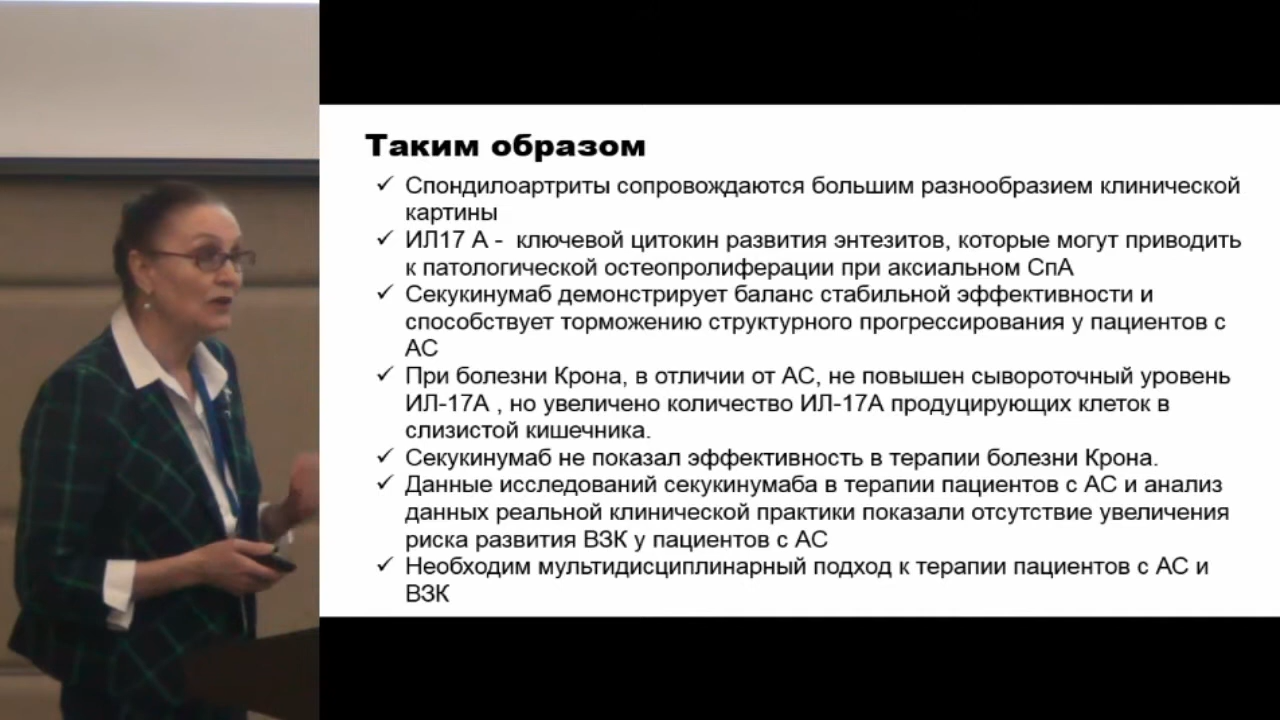 Таким образом
✓ Спондилоартриты сопровождаются большим разнообразием клинической
картины
✓ ИЛ17 А - ключевой цитокин развития энтезитов, которые могут приводить
к патологической остеопролиферации при аксиальном СпА
✓ Секукинумаб демонстрирует баланс стабильной эффективности и
способствует торможению структурного прогрессирования у пациентов с
АС
✓ При болезни Крона, в отличии от АС, не повышен сывороточный уровень
ИЛ-17А , но увеличено количество ИЛ-17А продуцирующих клеток в
слизистой кишечника.
✓ Секукинумаб не показал эффективность в терапии болезни Крона.
✓ Данные исследований секукинумаба в терапии пациентов с АС и анализ
данных реальной клинической практики показали отсутствие увеличения
риска развития ВЗК у пациентов с АС
✓ Необходим мультидисциплинарный подход к терапии пациентов с АС и
ВЗК